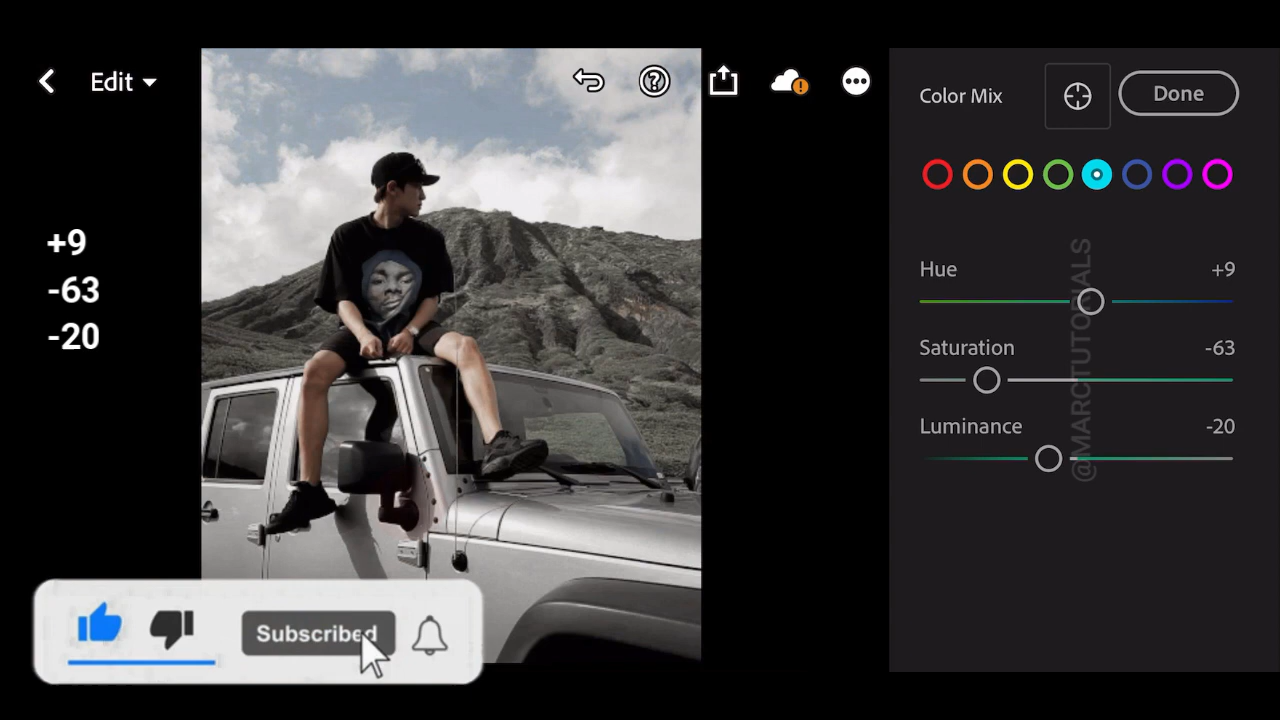 Edit
Color Mix
Done
+9
-63
-20
Hue
+9
Saturation
-63
Luminance
-20
@MARCTUTORIALS
Subscribed